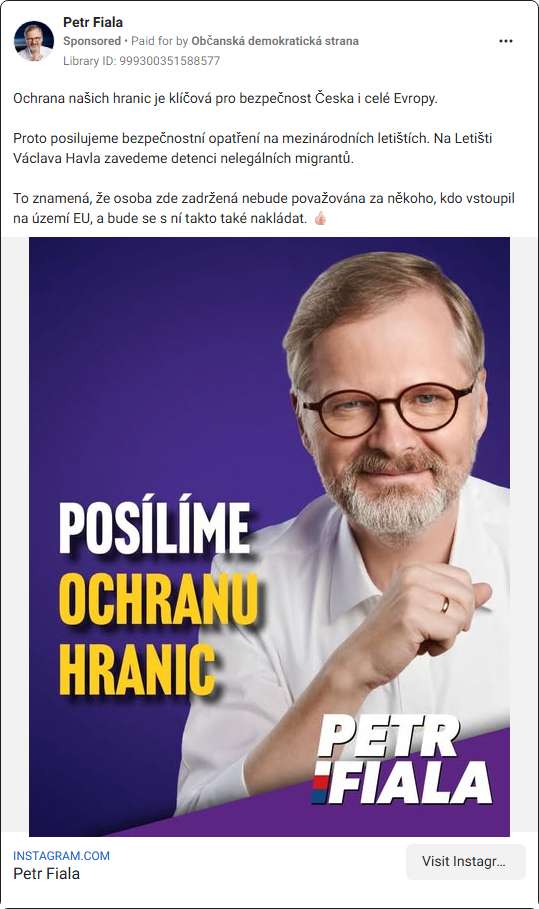 Petr Fiala
Sponsored • Paid for by Občanská demokratická strana
Library ID: 999300351588577
Ochrana našich hranic je klíčová pro bezpečnost Česka i celé Evropy.
Proto posilujeme bezpečnostní opatření na mezinárodních letištích. Na Letišti
Václava Havla zavedeme detenci nelegálních migrantů.
To znamená, že osoba zde zadržená nebude považována za někoho, kdo vstoupil
na území EU, a bude se s ní takto také nakládat. 👍🏻
POSÍLÍME
OCHRANU
HRANIC
PETR
FIALA
INSTAGRAM.COM
Petr Fiala
Visit Instagr...